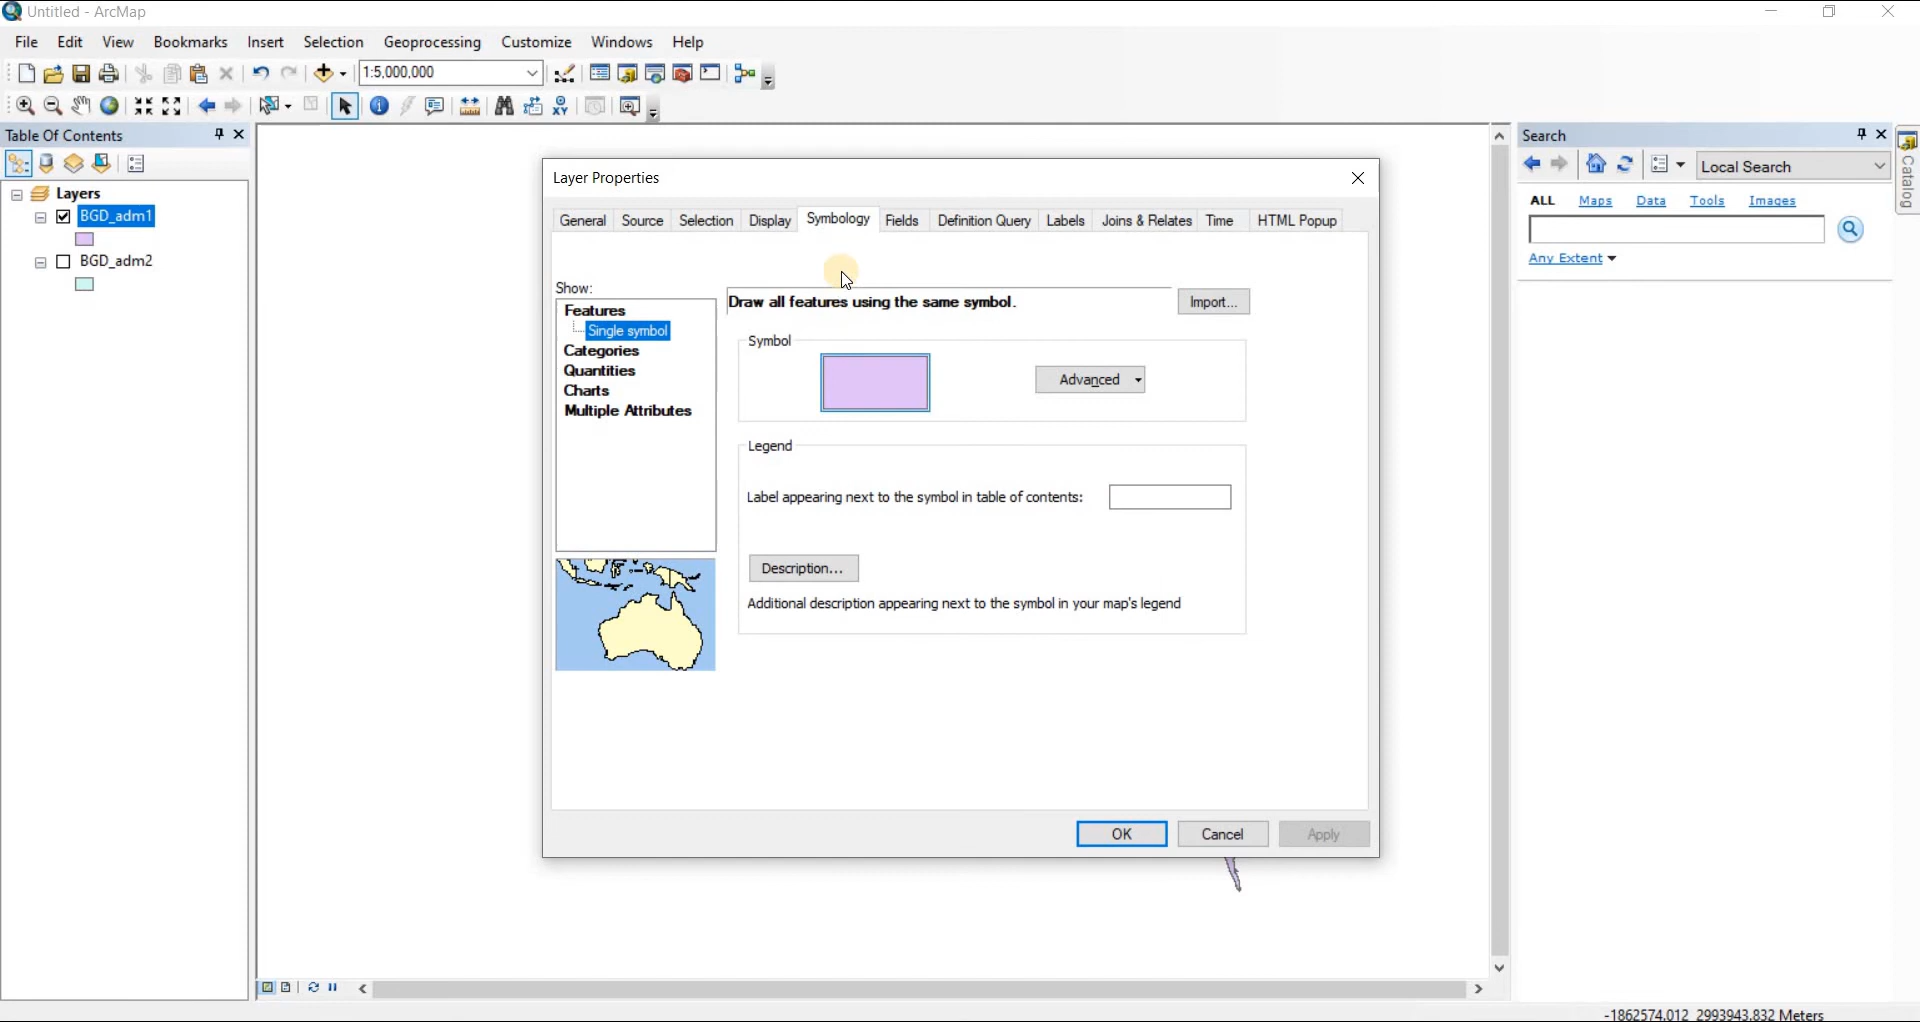 Untitled - ArcMap
File Edit View Bookmarks Insert Selection Geoprocessing Customize Windows Help
1:5,000,000
XY
Table Of Contents
Layers
BGD_adm1
BGD_adm2
Layer Properties
General Source Selection Display Symbology Fields Definition Query Labels Joins & Relates Time HTML Popup
Show:
Features
Single symbol
Categories
Quantities
Charts
Multiple Attributes
Draw all features using the same symbol.
Import...
Symbol
Advanced
Legend
Label appearing next to the symbol in table of contents:
Description...
Additional description appearing next to the symbol in your map's legend
OK Cancel Apply
Search
Local Search
ALL Maps Data Tools Images
Any Extent
Catalog
-1862574.012 2993943.832 Meters